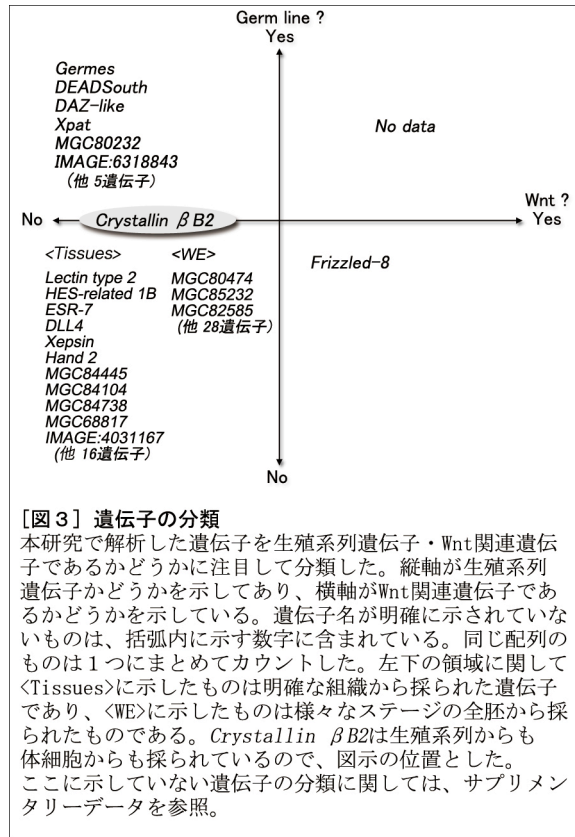 Germ line ?
Yes
Germes
DEADSouth
DAZ-like
Xpat
MGC80232
IMAGE:6318843
(他 5遺伝子)
No data
Wnt ?
No
Crystallin βB2
Yes
<Tissues>
Lectin type 2
HES-related 1B
ESR-7
DLL4
Xepsin
Hand 2
MGC84445
MGC84104
MGC84738
MGC68817
IMAGE:4031167
(他 16遺伝子)
<WE>
MGC80474
MGC85232
MGC82585
(他 28遺伝子)
Frizzled-8
No
[図3] 遺伝子の分類
本研究で解析した遺伝子を生殖系列遺伝子・Wnt関連遺伝
子であるかどうかに注目して分類した。縦軸が生殖系列
遺伝子かどうかを示してあり、横軸がWnt関連遺伝子であ
るかどうかを示している。遺伝子名が明確に示されていな
いものは、括弧内に示す数字に含まれている。同じ配列の
ものは1つにまとめてカウントした。左下の領域に関して
<Tissues>に示したものは明確な組織から採られた遺伝子
であり、<WE>に示したものは様々なステージの全胚から採
られたものである。Crystallin βB2は生殖系列からも
体細胞からも採られているので、図示の位置とした。
ここに示していない遺伝子の分類に関しては、サプリメン
タリーデータを参照。